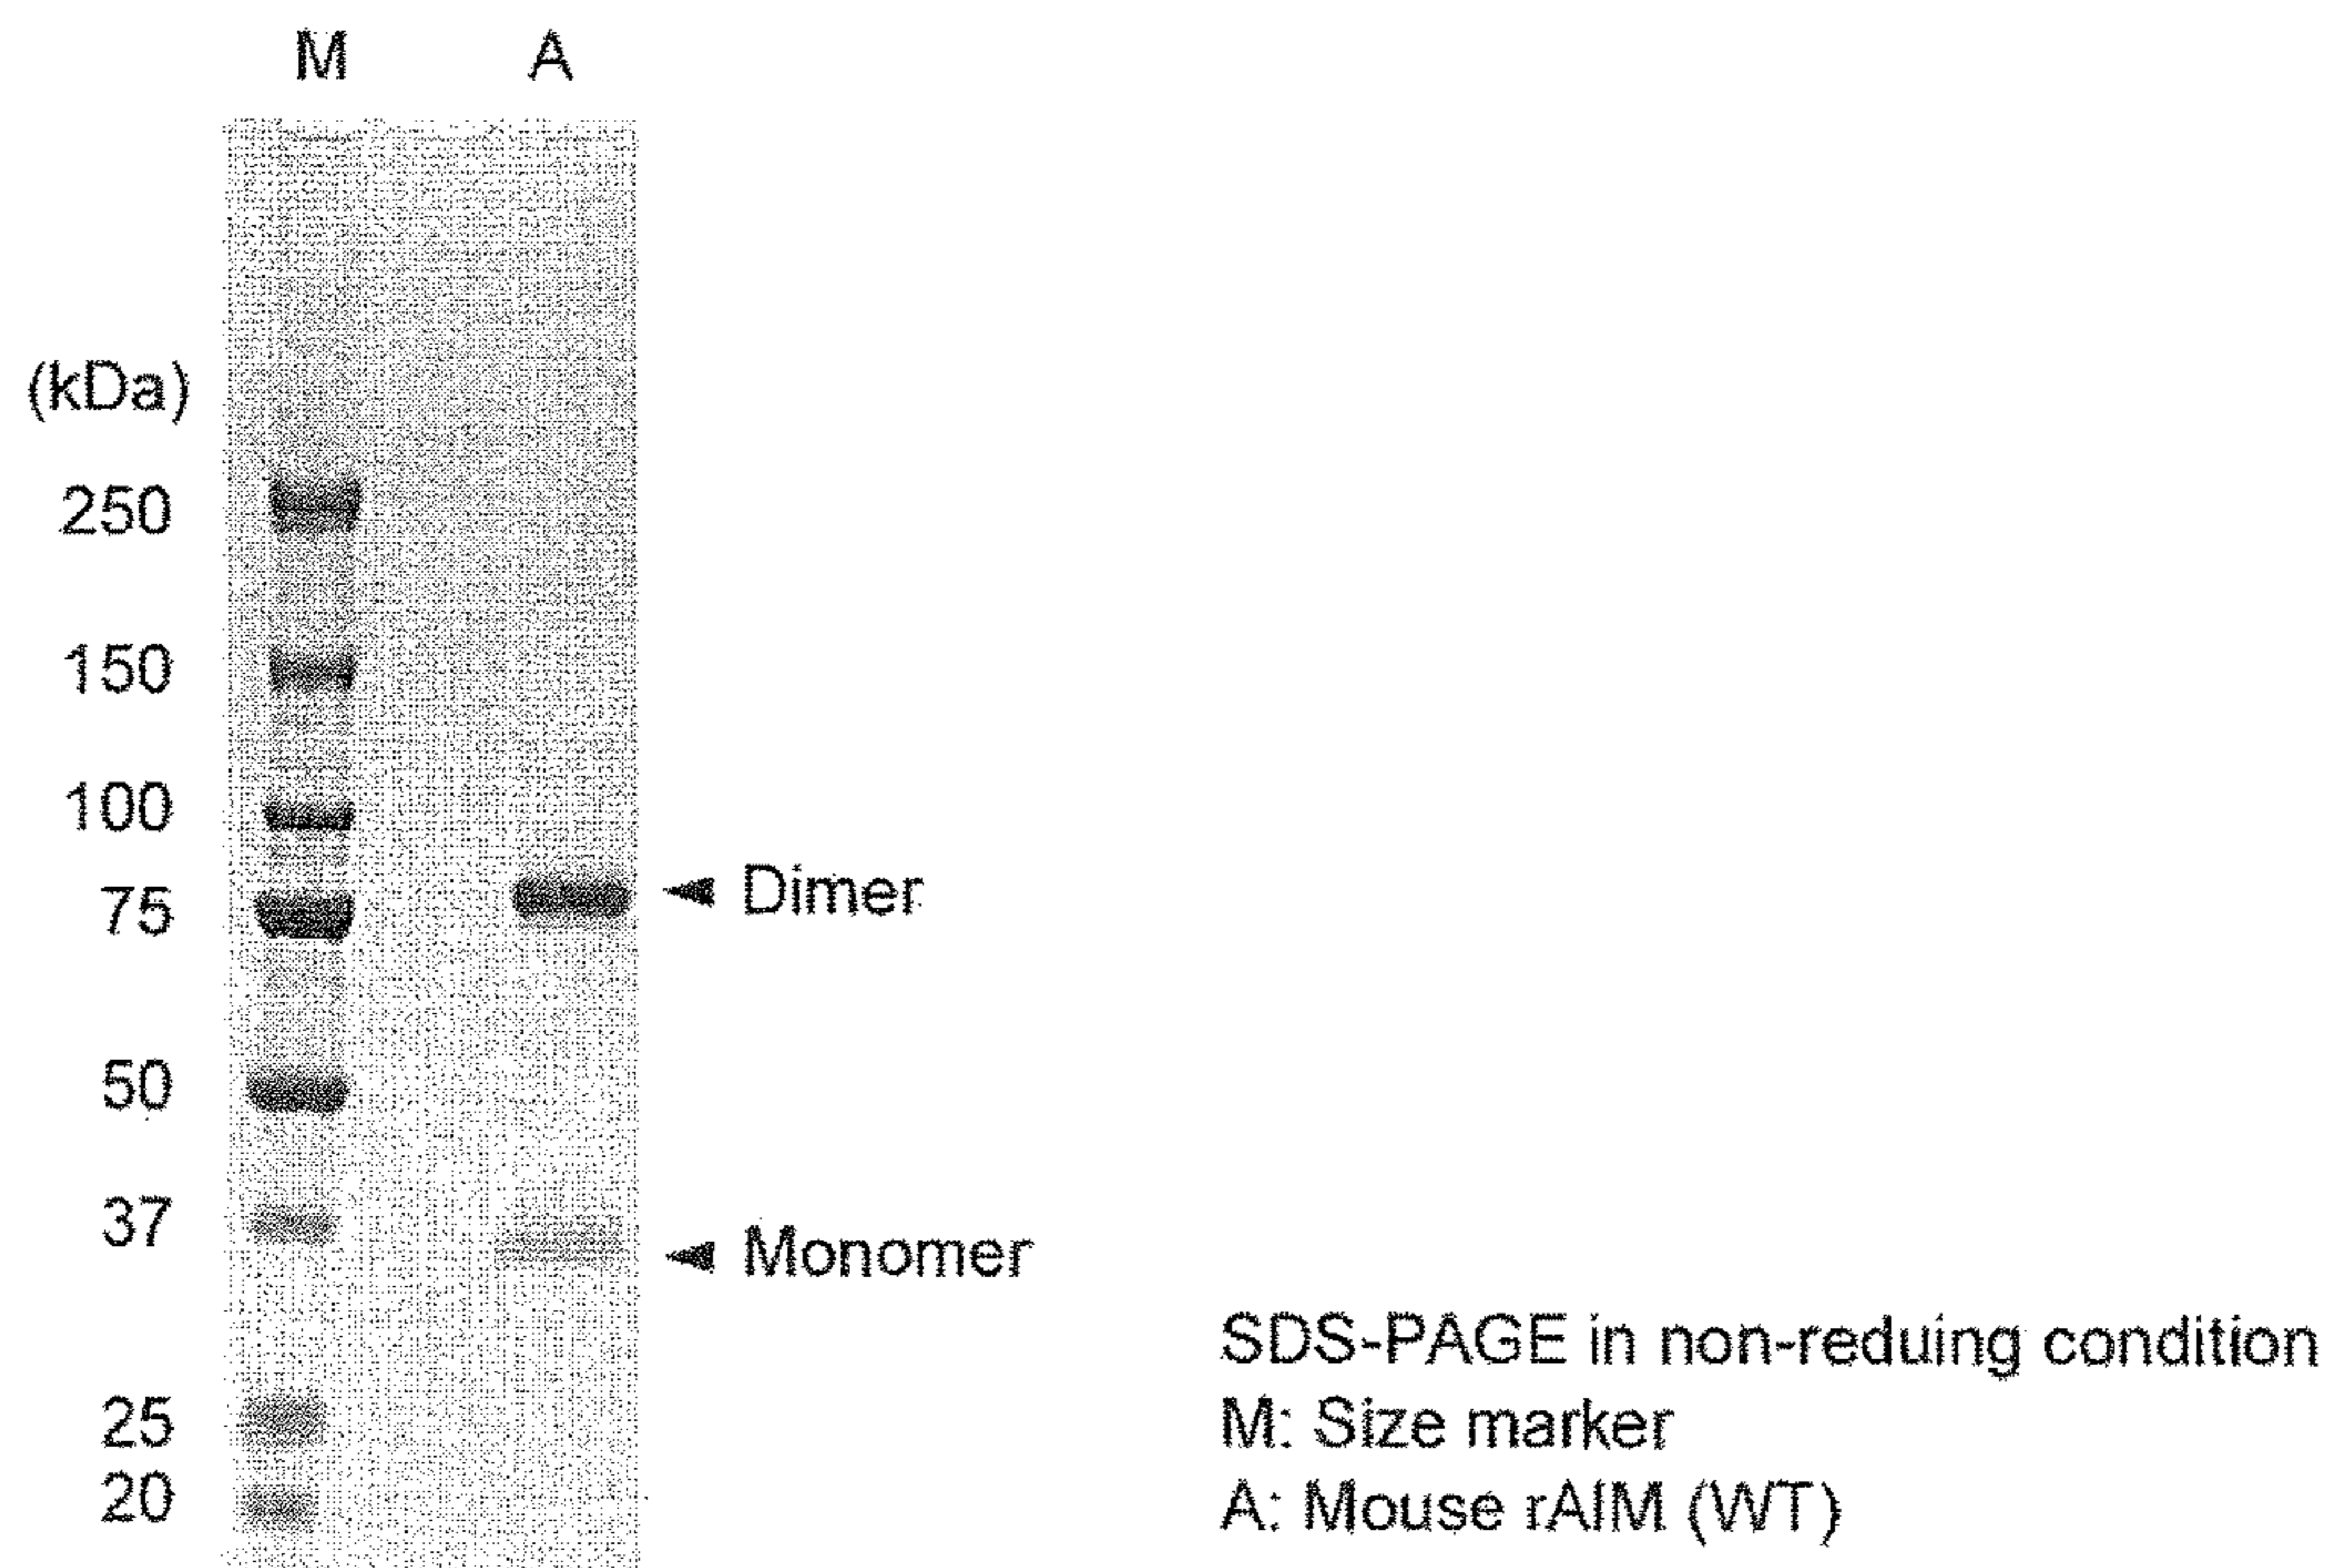 M A
(kDa)
250
150
100
75
50
37
25
20
Dimer
Monomer
SDS-PAGE in non-reduing condition
M: Size marker
A: Mouse rAIM (WT)